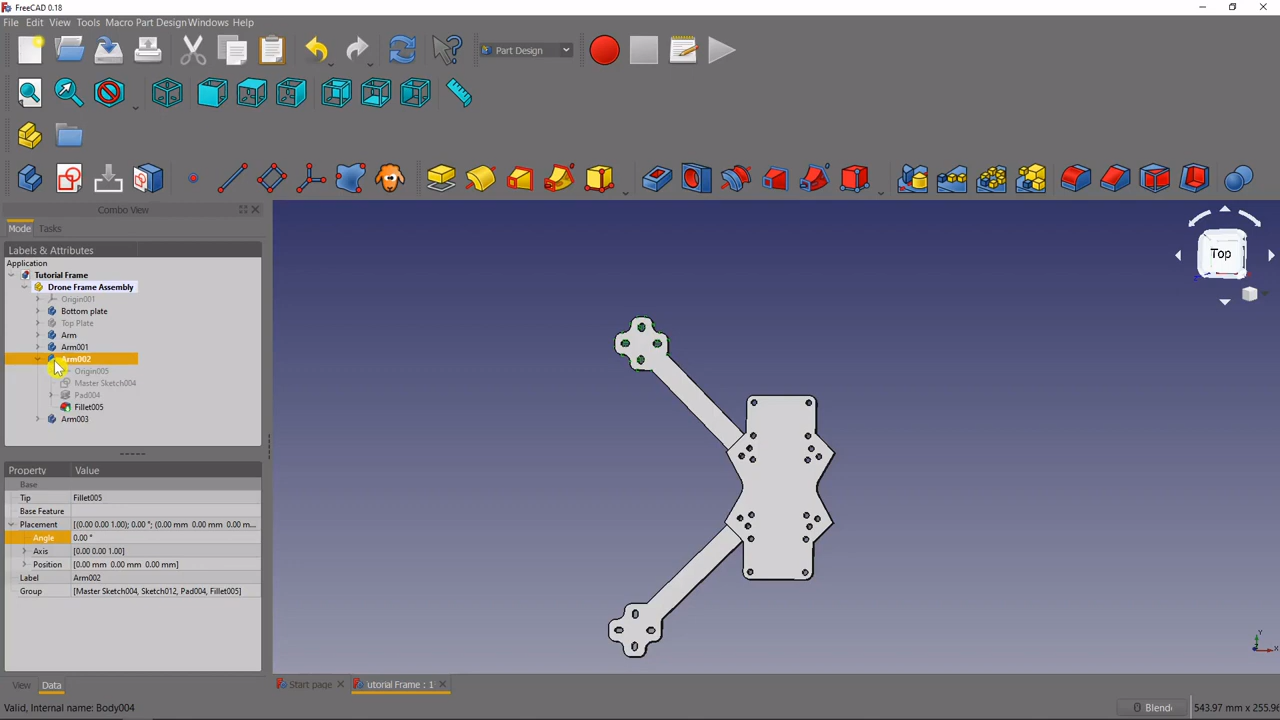 FreeCAD 0.18
File Edit View Tools Macro Part Design Windows Help
Part Design
Combo View
Mode Tasks
Labels & Attributes
Application
Tutorial Frame
Drone Frame Assembly
Origin001
Bottom plate
Top Plate
Arm
Arm001
Arm002
Origin005
Master Sketch004
Pad004
Fillet005
Arm003
Property Value
Base
Tip Fillet005
Base Feature
Placement [(0.00 0.00 1.00); 0.00 °; (0.00 mm 0.00 mm 0.00 m...
Angle 0.00 °
Axis [0.00 0.00 1.00]
Position [0.00 mm 0.00 mm 0.00 mm]
Label Arm002
Group [Master Sketch004, Sketch012, Pad004, Fillet005]
Top
Y
X
View Data
Start page utorial Frame : 1
Valid, Internal name: Body004
Blende
543.97 mm x 255.96